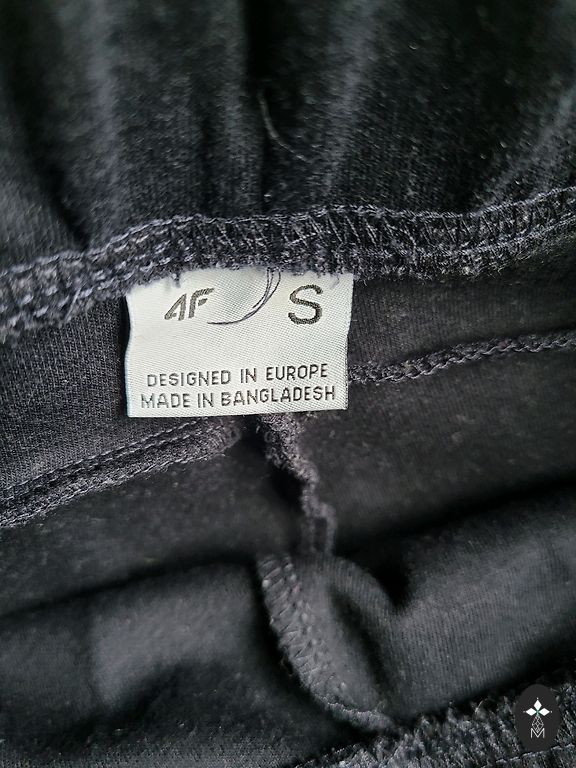 4F S
DESIGNED IN EUROPE
MADE IN BANGLADESH
M